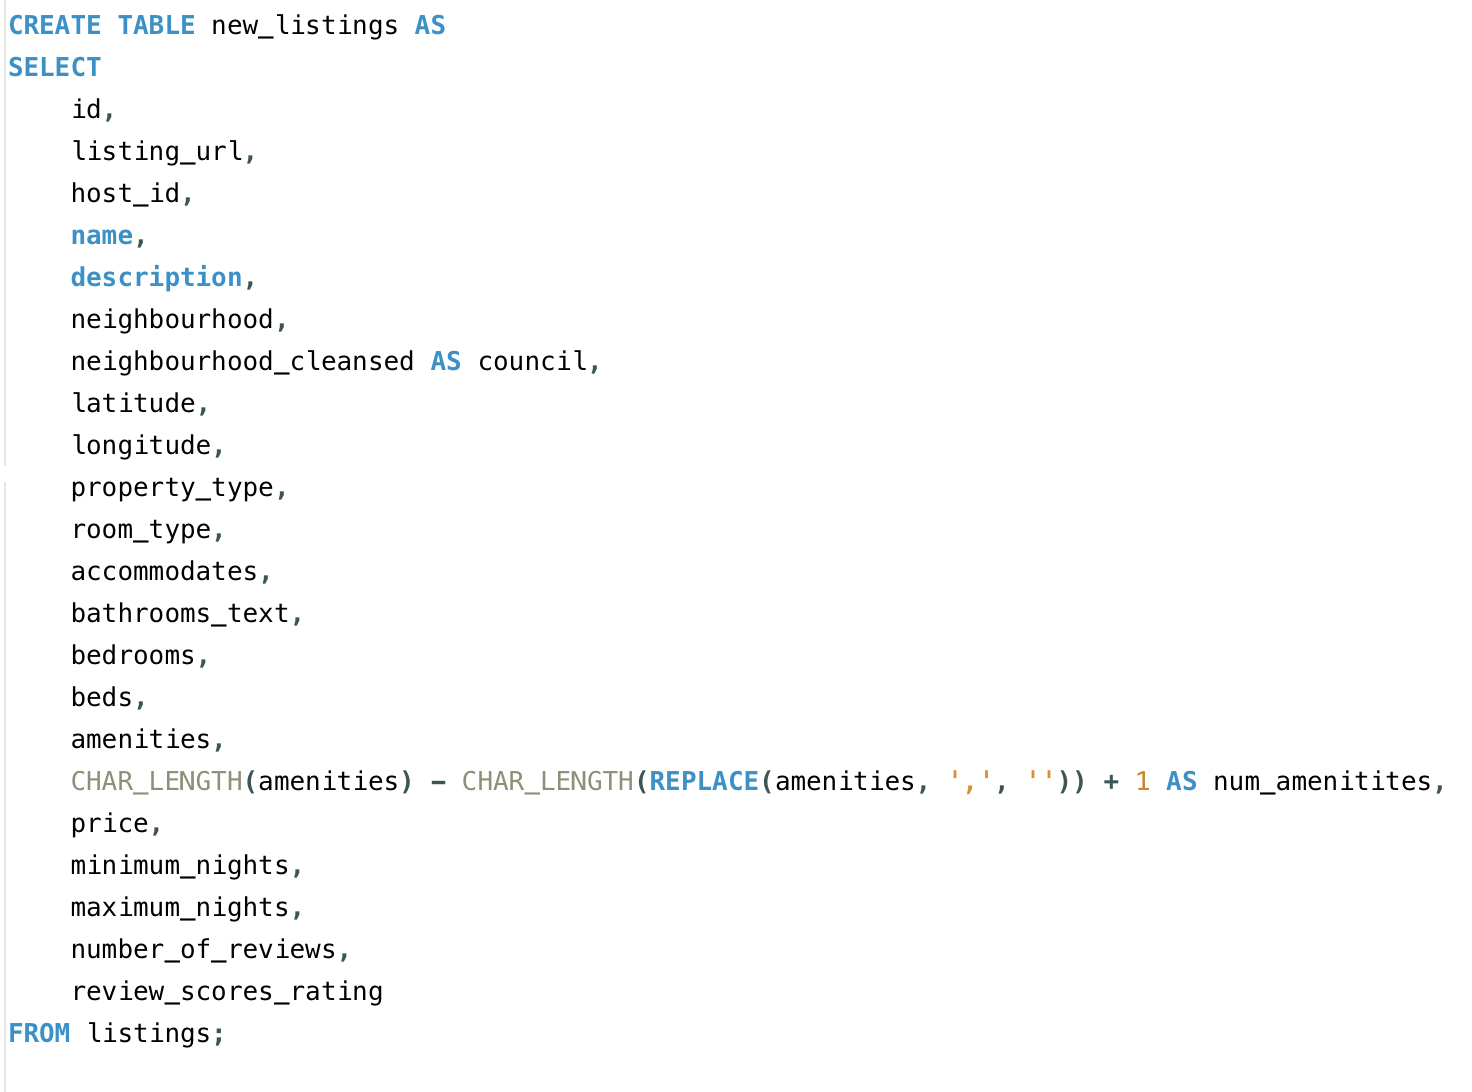 CREATE TABLE new_listings AS
SELECT
    id,
    listing_url,
    host_id,
    name,
    description,
    neighbourhood,
    neighbourhood_cleansed AS council,
    latitude,
    longitude,
    property_type,
    room_type,
    accommodates,
    bathrooms_text,
    bedrooms,
    beds,
    amenities,
    CHAR_LENGTH(amenities) - CHAR_LENGTH(REPLACE(amenities, ',', '')) + 1 AS num_amenitites,
    price,
    minimum_nights,
    maximum_nights,
    number_of_reviews,
    review_scores_rating
FROM listings;